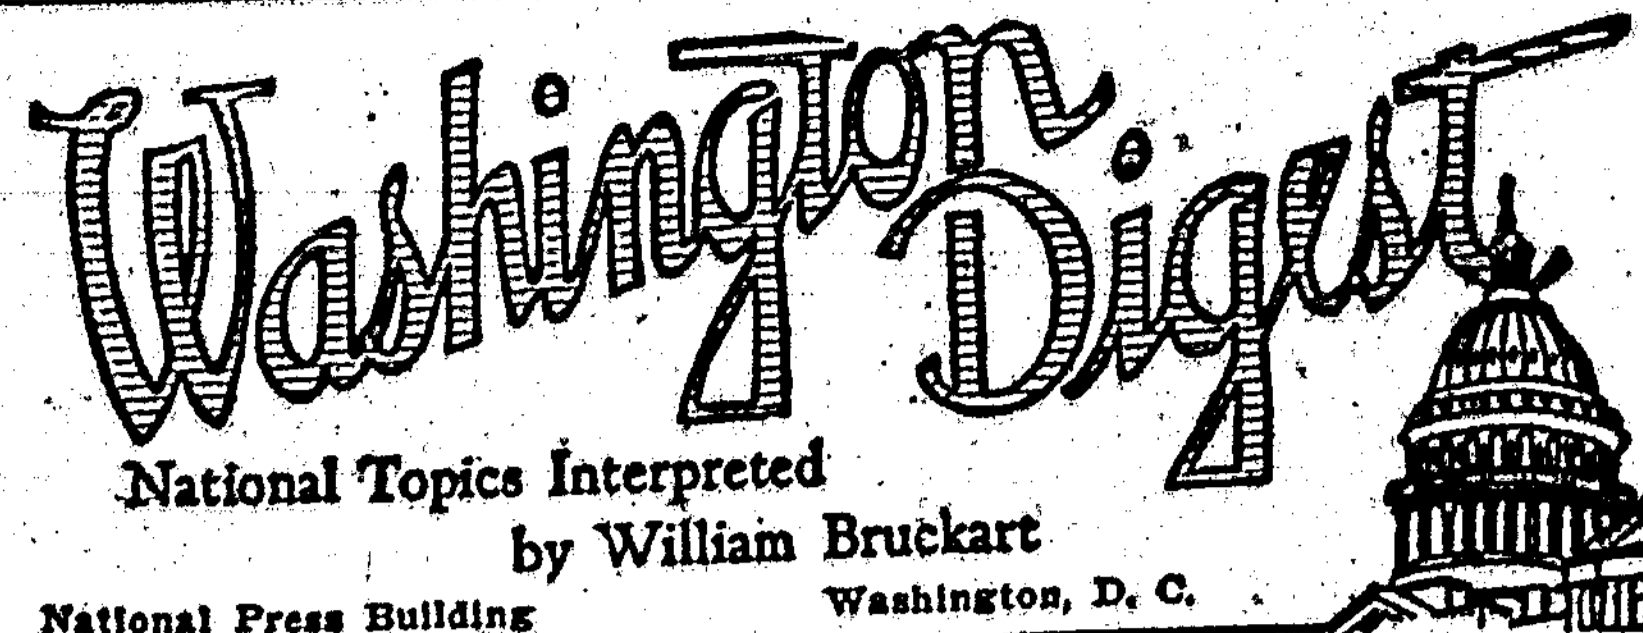 Washington Digest
National Topics Interpreted
by William Bruckart
National Press Building Washington, D. C.